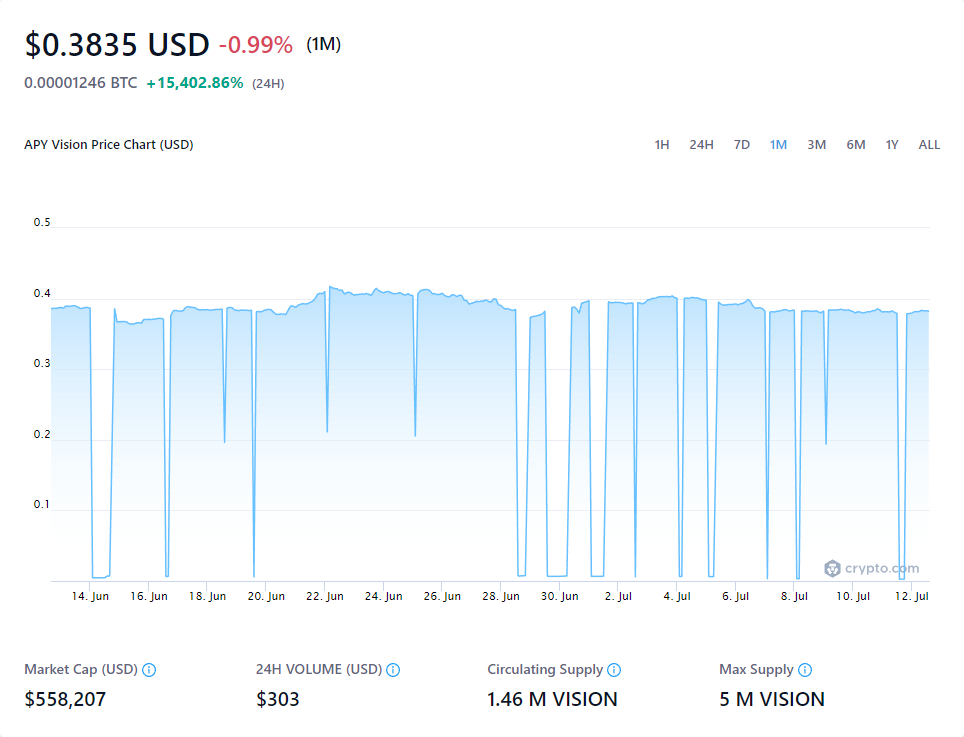 $0.3835 USD -0.99% (1M)
0.00001246 BTC +15,402.86% (24H)
APY Vision Price Chart (USD) 1H 24H 7D 1M 3M 6M 1Y ALL
0.5
0.4
0.3
0.2
0.1
crypto.com
14. Jun 16. Jun 18. Jun 20. Jun 22. Jun 24. Jun 26. Jun 28. Jun 30. Jun 2. Jul 4. Jul 6. Jul 8. Jul 10. Jul 12. Jul
Market Cap (USD) 24H VOLUME (USD) Circulating Supply Max Supply
$558,207 $303 1.46 M VISION 5 M VISION